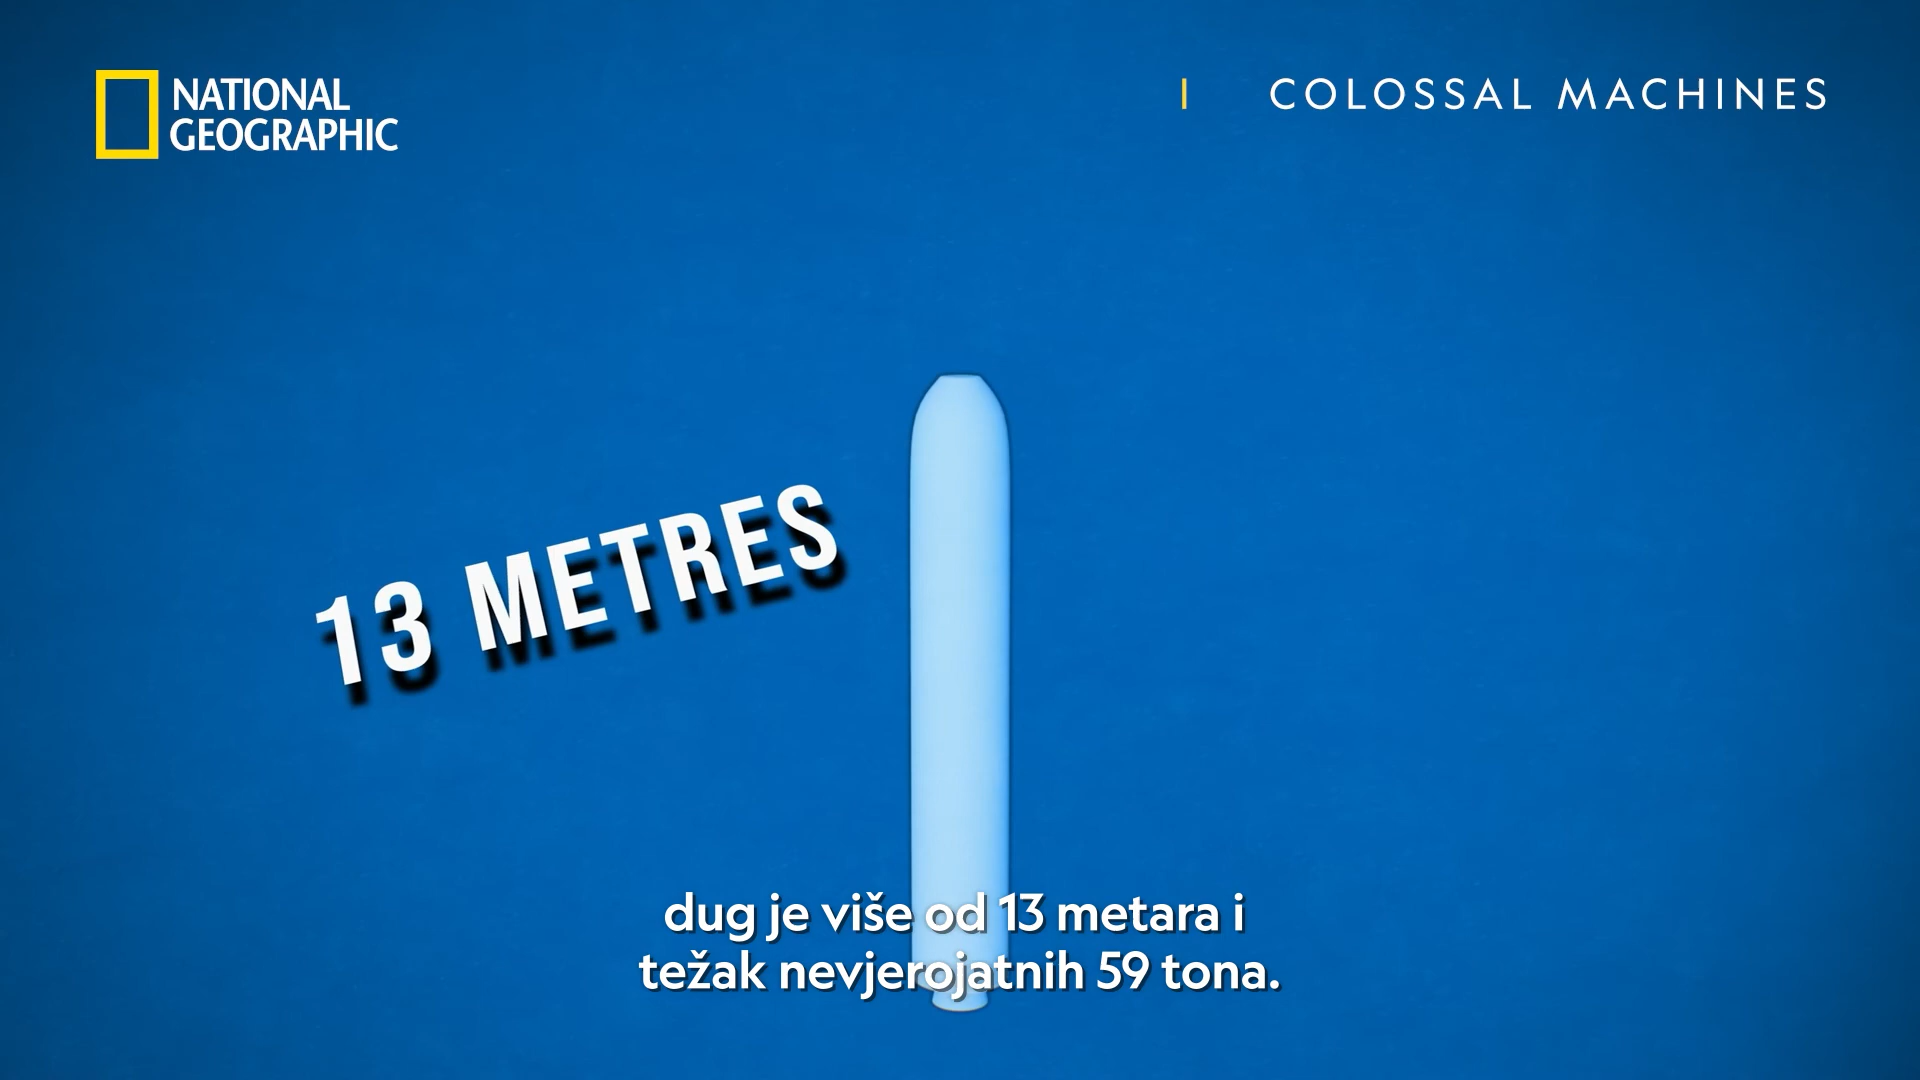 NATIONAL
GEOGRAPHIC
COLOSSAL MACHINES
13 METRES
dug je više od 13 metara i
težak nevjerojatnih 59 tona.